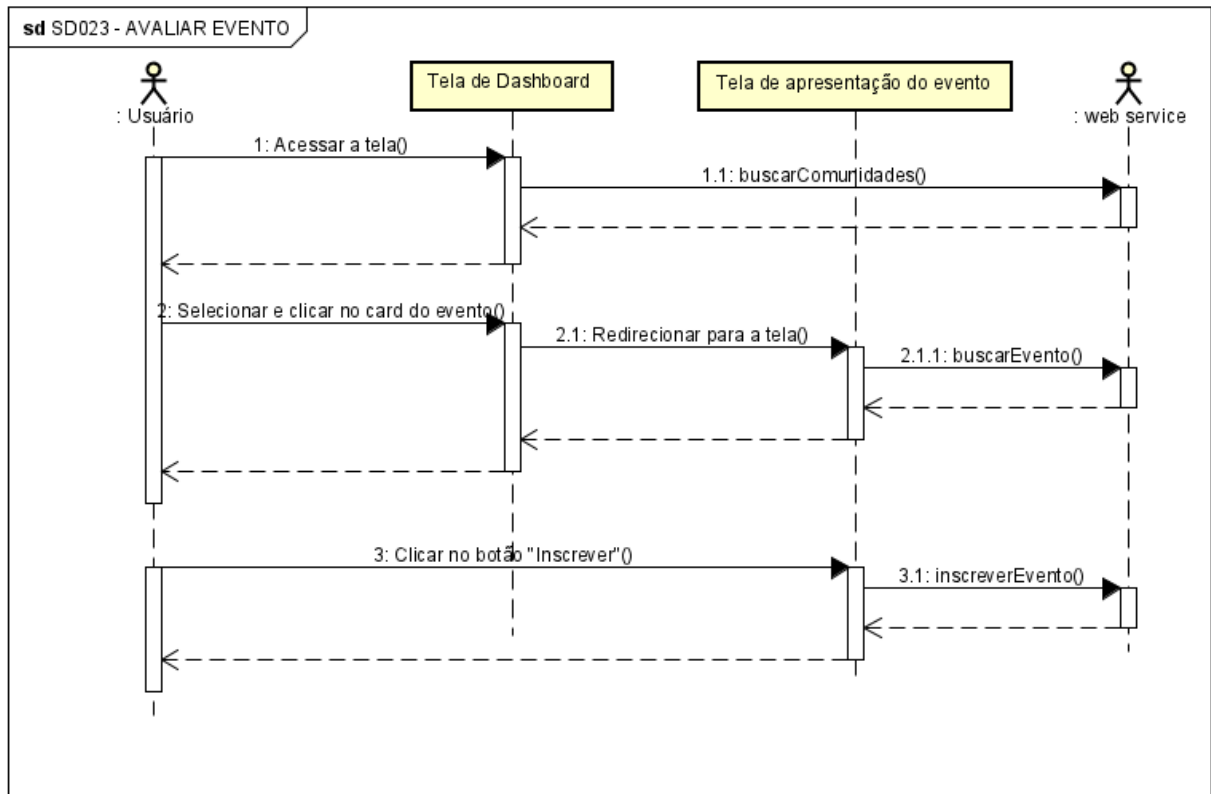 sd SD023 - AVALIAR EVENTO
: Usuário
Tela de Dashboard
Tela de apresentação do evento
: web service
1: Acessar a tela()
1.1: buscarComunidades()
2: Selecionar e clicar no card do evento()
2.1: Redirecionar para a tela()
2.1.1: buscarEvento()
3: Clicar no botão "Inscrever"()
3.1: inscreverEvento()